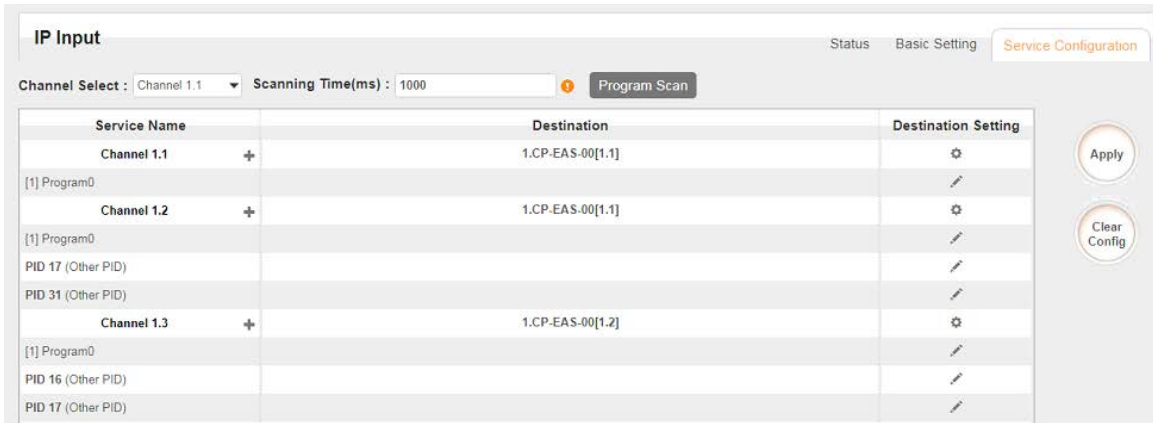 IP Input
Status Basic Setting Service Configuration
Channel Select : Channel 1.1 Scanning Time(ms) : 1000 Program Scan
Service Name Destination Destination Setting
Channel 1.1 1.CP-EAS-00[1.1]
Apply
[1] Program0
Channel 1.2 1.CP-EAS-00[1.1]
Clear
Config
[1] Program0
PID 17 (Other PID)
PID 31 (Other PID)
Channel 1.3 1.CP-EAS-00[1.2]
[1] Program0
PID 16 (Other PID)
PID 17 (Other PID)